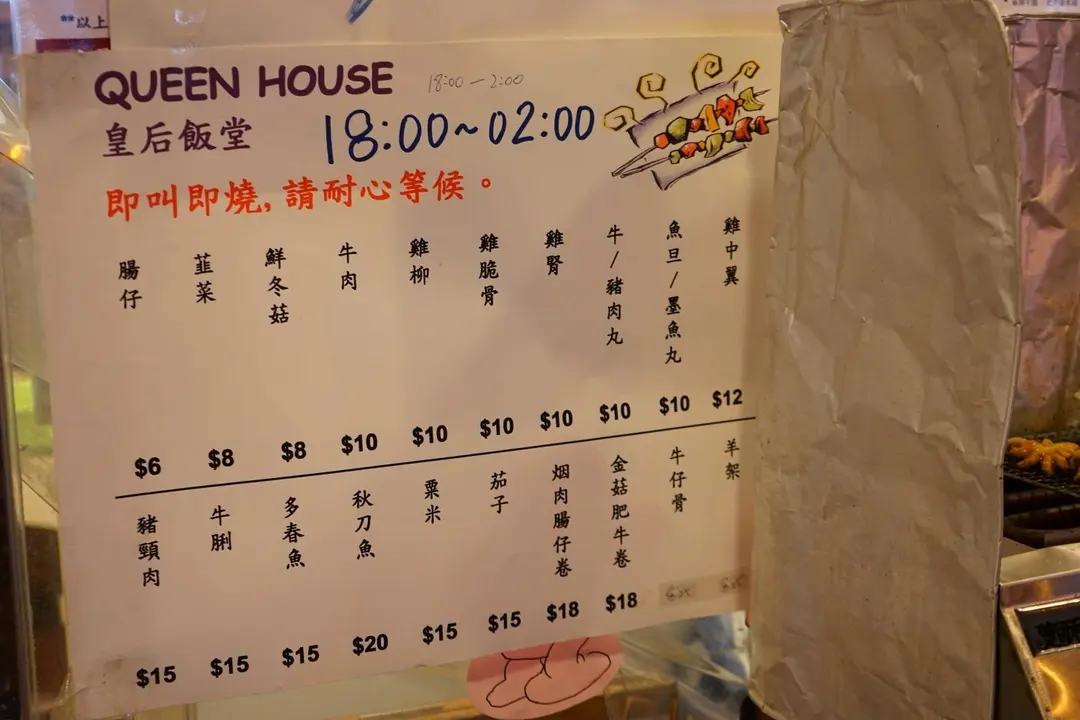 **以上
QUEEN HOUSE
18:00 — 2:00
皇后飯堂
18:00~02:00
即叫即燒,請耐心等候。
腸仔
韮菜
鮮冬菇
牛肉
雞柳
雞脆骨
雞腎
牛/豬肉丸
魚旦/墨魚丸
雞中翼
$6
$8
$8
$10
$10
$10
$10
$10
$10
$12
豬頸肉
牛脷
多春魚
秋刀魚
粟米
茄子
烟肉腸仔卷
金菇肥牛卷
牛仔骨
羊架
$15
$15
$15
$20
$15
$15
$18
$18